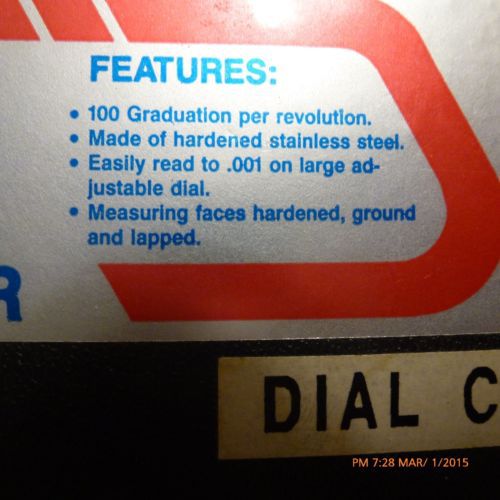 FEATURES:
• 100 Graduation per revolution.
• Made of hardened stainless steel.
• Easily read to .001 on large ad-
justable dial.
• Measuring faces hardened, ground
and lapped.
R
DIAL C
PM 7:28 MAR/ 1/2015